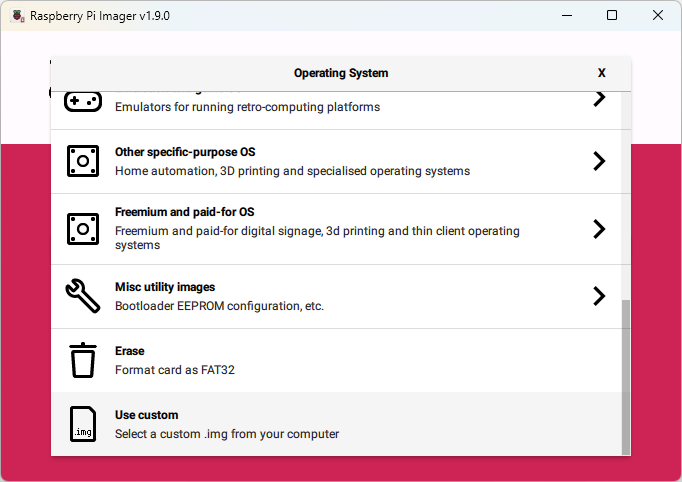 Raspberry Pi Imager v1.9.0
Operating System
X
Emulators for running retro-computing platforms
Other specific-purpose OS
Home automation, 3D printing and specialised operating systems
Freemium and paid-for OS
Freemium and paid-for digital signage, 3d printing and thin client operating
systems
Misc utility images
Bootloader EEPROM configuration, etc.
Erase
Format card as FAT32
.img
Use custom
Select a custom .img from your computer